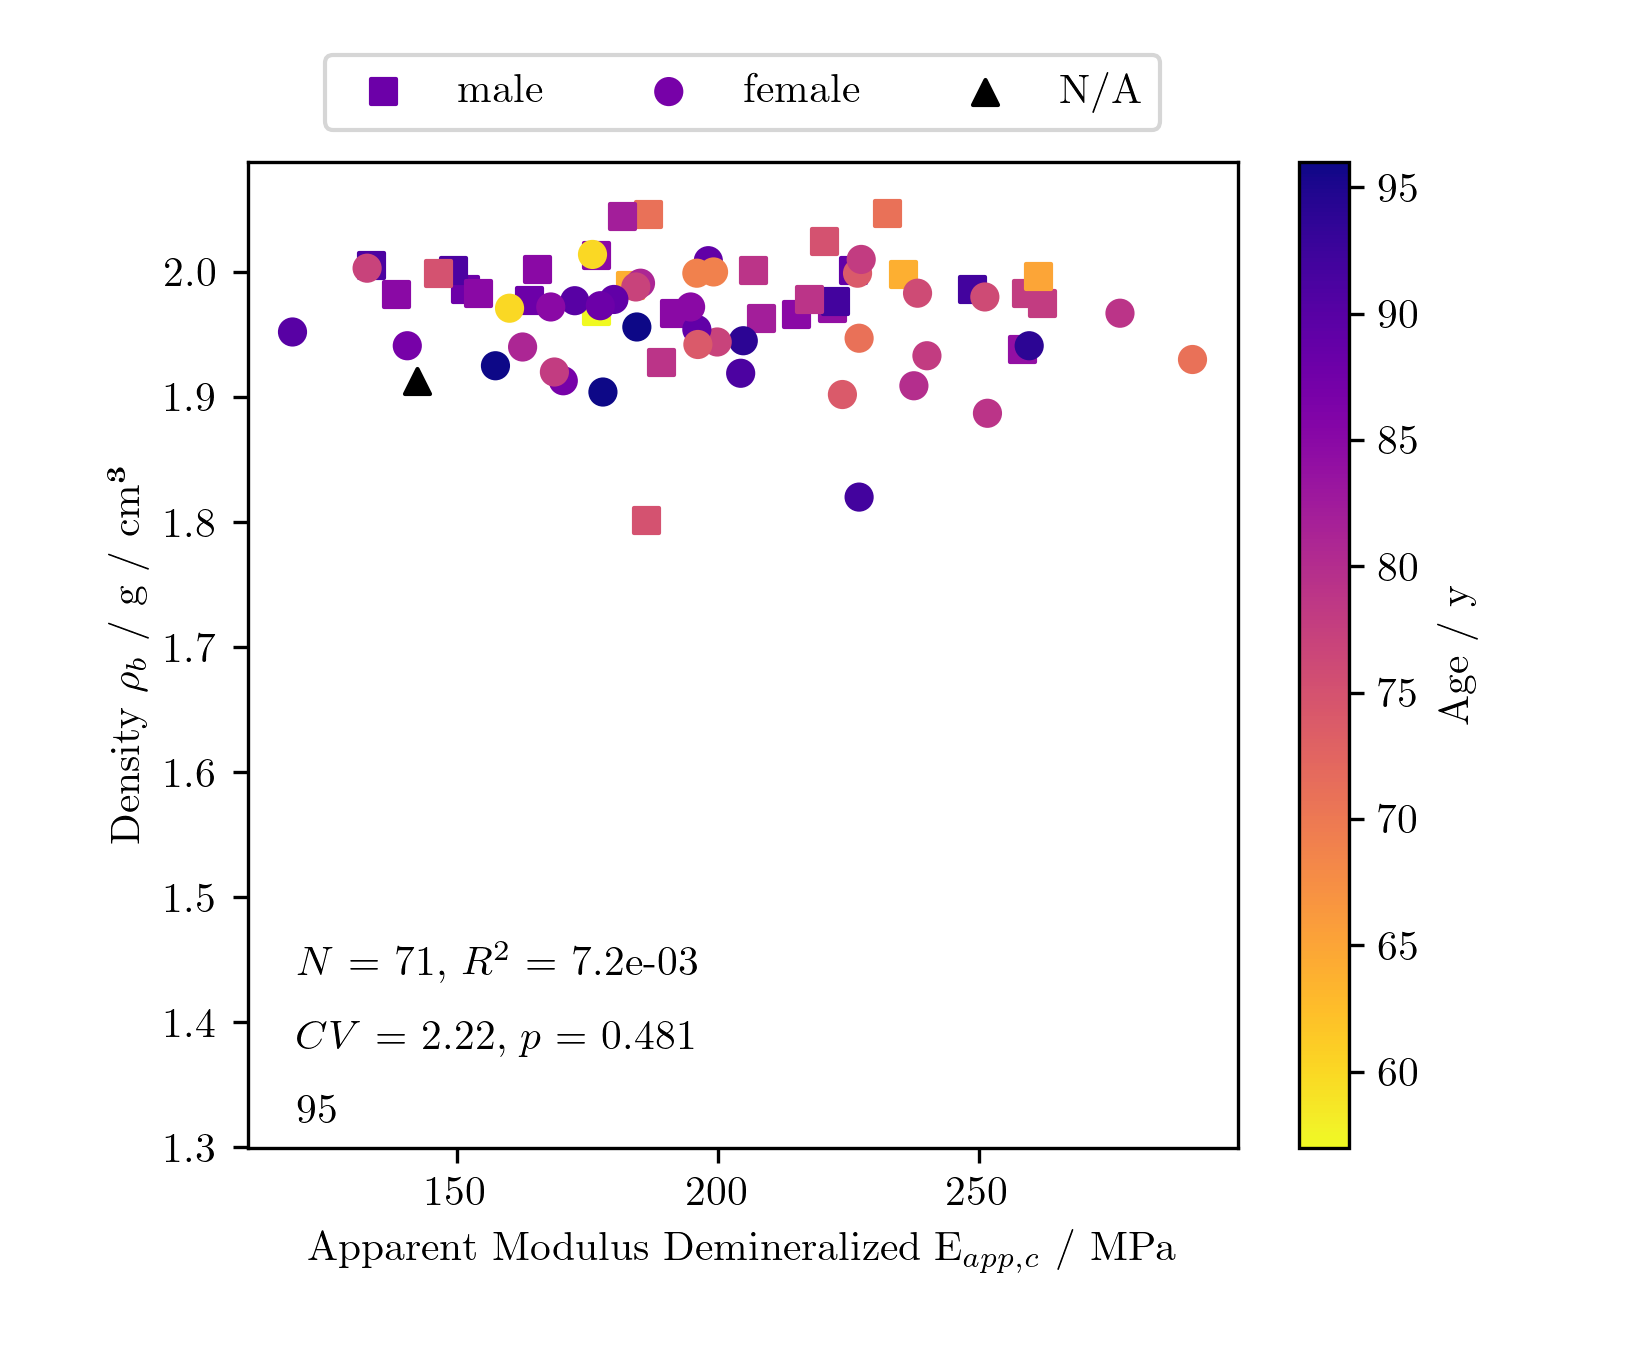 male female N/A
2.0
1.9
1.8
1.7
1.6
1.5
1.4
1.3
Density ρb / g / cm³
N = 71, R² = 7.2e-03
CV = 2.22, p = 0.481
95
150 200 250
Apparent Modulus Demineralized Eapp,c / MPa
95
90
85
80
75
70
65
60
Age / y